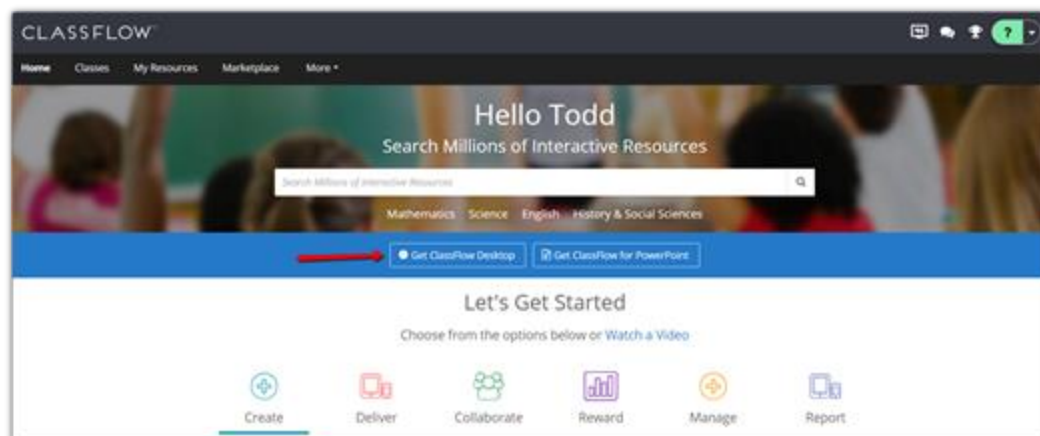 CLASSFLOW
?
Home Classes My Resources Marketplace More
Hello Todd
Search Millions of Interactive Resources
Search Millions of Interactive Resources
Mathematics Science English History & Social Sciences
Get ClassFlow Desktop Get ClassFlow for PowerPoint
Let's Get Started
Choose from the options below or Watch a Video
Create Deliver Collaborate Reward Manage Report